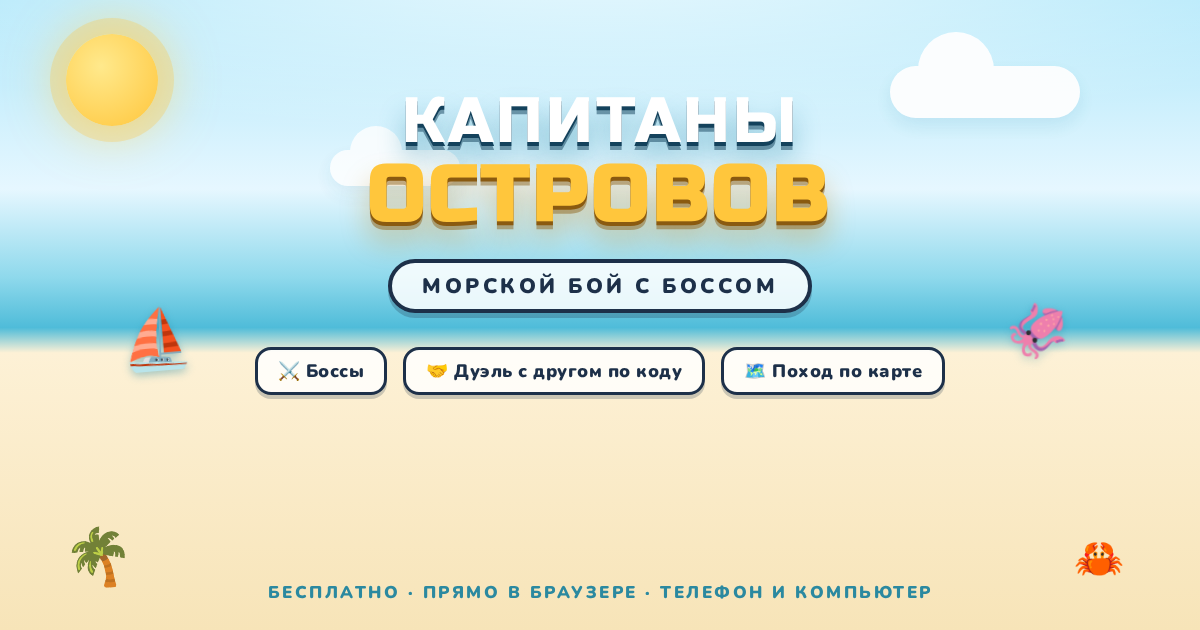 КАПИТАНЫ
ОСТРОВОВ
МОРСКОЙ БОЙ С БОССОМ
⚔️ Боссы
🤝 Дуэль с другом по коду
🗺️ Поход по карте
БЕСПЛАТНО · ПРЯМО В БРАУЗЕРЕ · ТЕЛЕФОН И КОМПЬЮТЕР